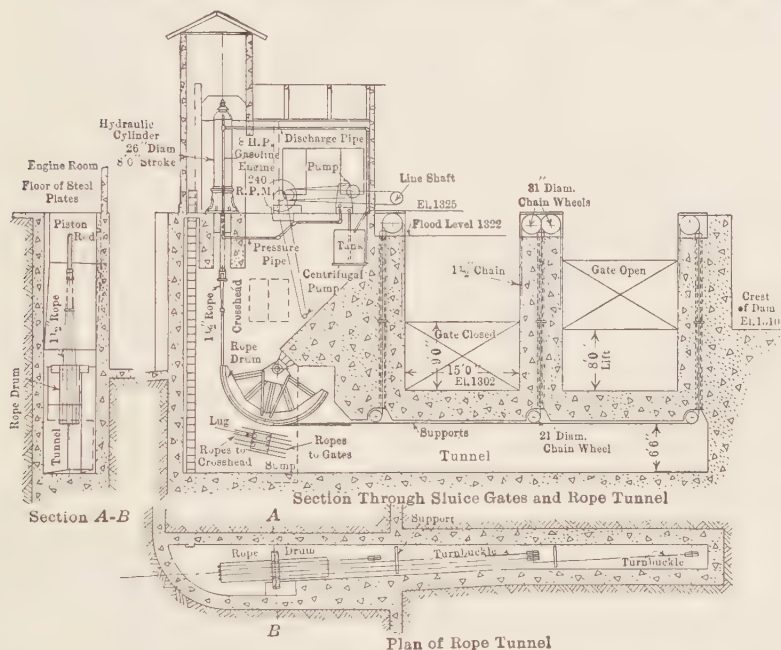 Hydraulic
Cylinder
26" Diam
8'0" Stroke
Engine Room
Floor of Steel
Plates
Piston
Rod
1½" Rope
Rope Drum
Tunnel
Section A-B
8 H.P.
Gasoline
Engine
240
R.P.M.
Discharge Pipe
Pump
Line Shaft
El.1325
Flood Level 1322
Tank
Pressure
Pipe
Centrifugal
Pump
1½ Rope
Crosshead
Rope
Drum
Lug
Ropes to
Crosshead
Sump
Ropes
to Gates
31" Diam.
Chain Wheels
1½" Chain
Gate Open
Gate Closed
9'0
15'0
El.1302
8'0
Lift
Crest
of Dam
Supports
21 Diam.
Chain Wheel
Tunnel
6'6"
Section Through Sluice Gates and Rope Tunnel
A
Support
Rope Drum
Turnbuckle
Turnbuckle
B
Plan of Rope Tunnel